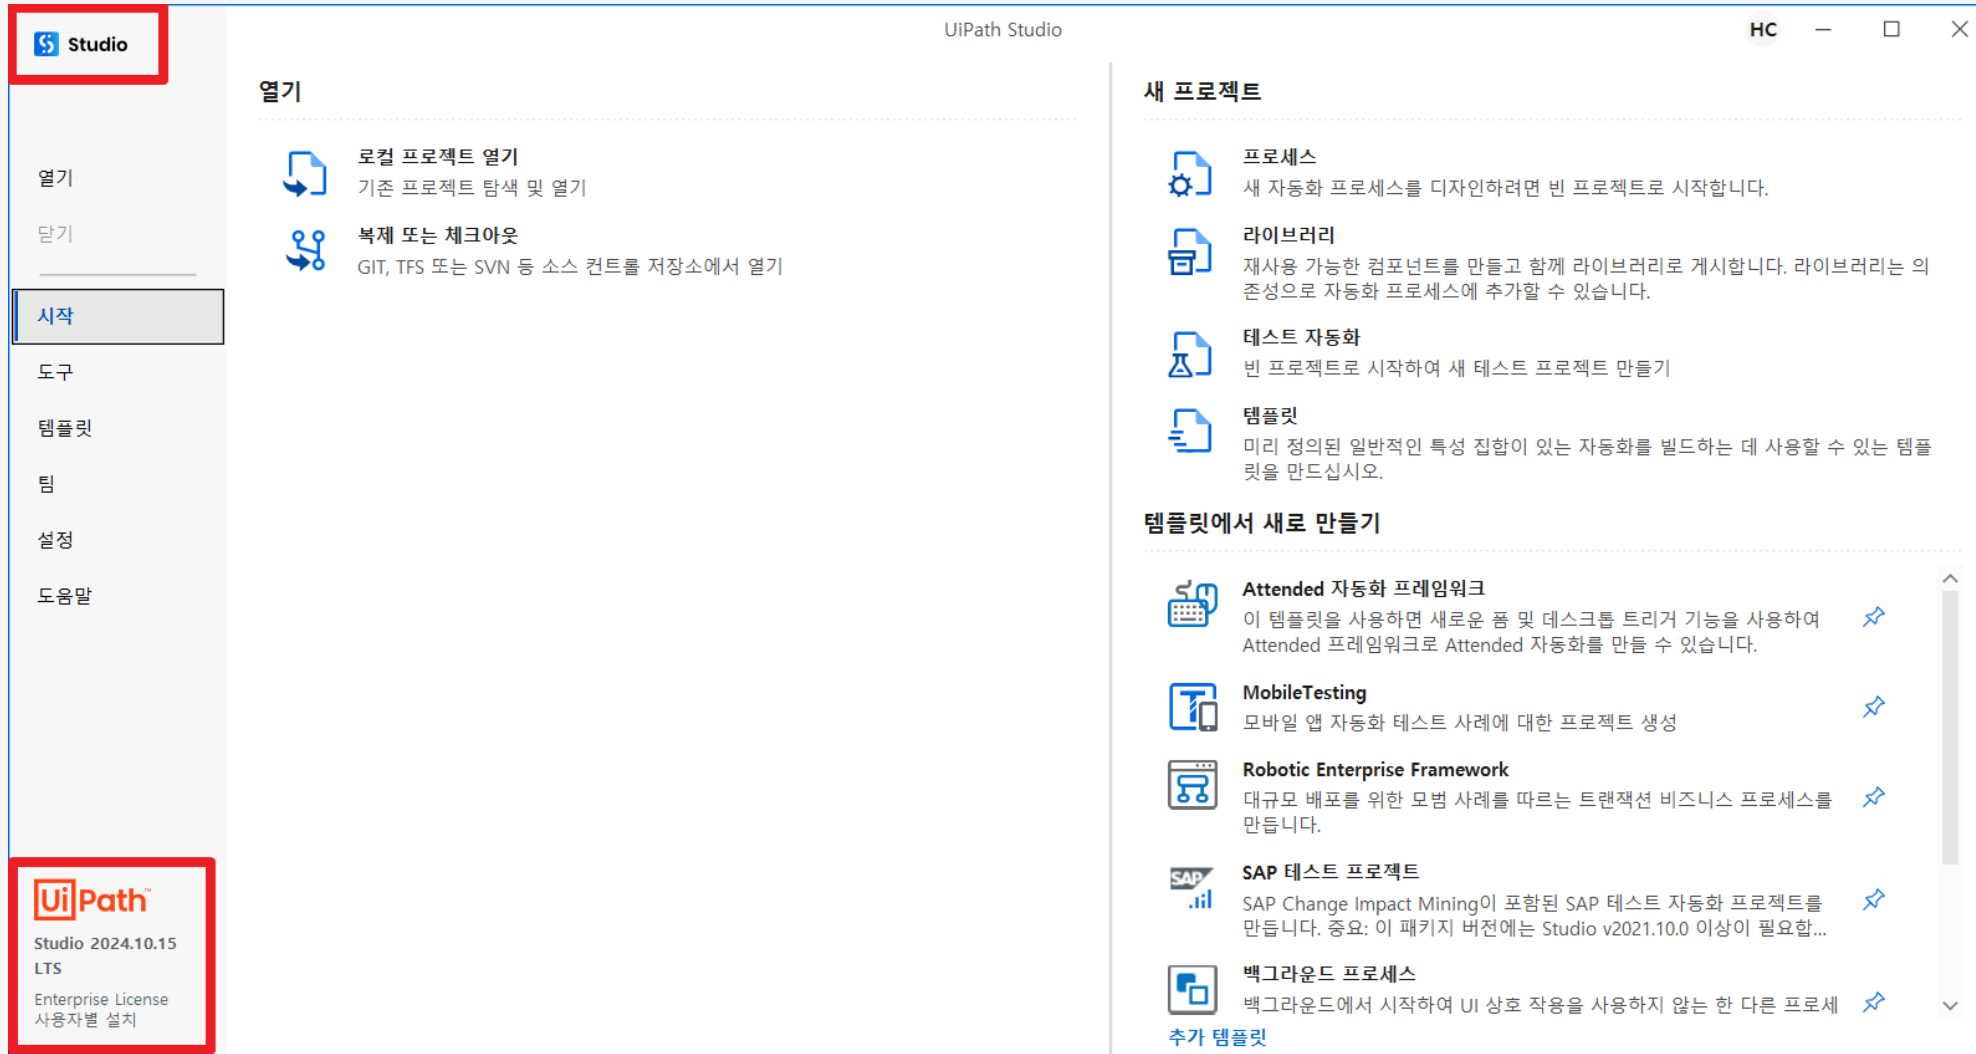 Studio
UiPath Studio
HC
열기
닫기
시작
도구
템플릿
팀
설정
도움말
UiPath™
Studio 2024.10.15
LTS
Enterprise License
사용자별 설치
열기
로컬 프로젝트 열기
기존 프로젝트 탐색 및 열기
복제 또는 체크아웃
GIT, TFS 또는 SVN 등 소스 컨트롤 저장소에서 열기
새 프로젝트
프로세스
새 자동화 프로세스를 디자인하려면 빈 프로젝트로 시작합니다.
라이브러리
재사용 가능한 컴포넌트를 만들고 함께 라이브러리로 게시합니다. 라이브러리는 의
존성으로 자동화 프로세스에 추가할 수 있습니다.
테스트 자동화
빈 프로젝트로 시작하여 새 테스트 프로젝트 만들기
템플릿
미리 정의된 일반적인 특성 집합이 있는 자동화를 빌드하는 데 사용할 수 있는 템플
릿을 만드십시오.
템플릿에서 새로 만들기
Attended 자동화 프레임워크
이 템플릿을 사용하면 새로운 폼 및 데스크톱 트리거 기능을 사용하여
Attended 프레임워크로 Attended 자동화를 만들 수 있습니다.
MobileTesting
모바일 앱 자동화 테스트 사례에 대한 프로젝트 생성
Robotic Enterprise Framework
대규모 배포를 위한 모범 사례를 따르는 트랜잭션 비즈니스 프로세스를
만듭니다.
SAP
SAP 테스트 프로젝트
SAP Change Impact Mining이 포함된 SAP 테스트 자동화 프로젝트를
만듭니다. 중요: 이 패키지 버전에는 Studio v2021.10.0 이상이 필요합...
백그라운드 프로세스
백그라운드에서 시작하여 UI 상호 작용을 사용하지 않는 한 다른 프로세
추가 템플릿